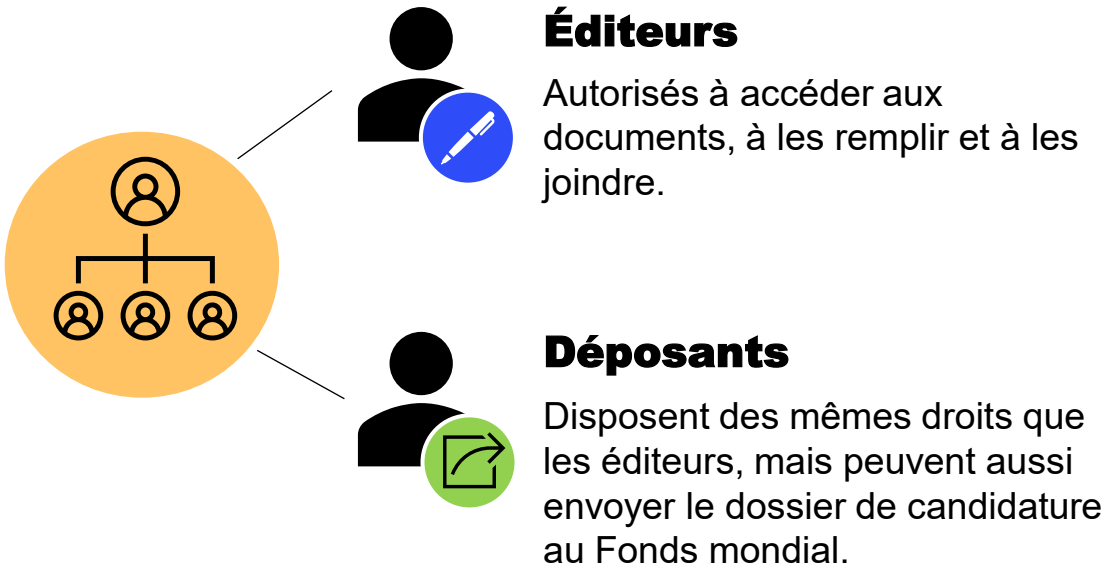 Éditeurs
Autorisés à accéder aux
documents, à les remplir et à les
joindre.
Déposants
Disposent des mêmes droits que
les éditeurs, mais peuvent aussi
envoyer le dossier de candidature
au Fonds mondial.